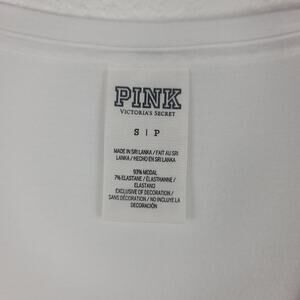 PINK
VICTORIA'S SECRET
S | P
MADE IN SRI LANKA / FAIT AU SRI
LANKA / HECHO EN SRI LANKA
93% MODAL
7% ELASTANE / ÉLASTHANNE /
ELASTANO
EXCLUSIVE OF DECORATION /
SANS DÉCORATION / NO INCLUYE LA
DECORACIÓN